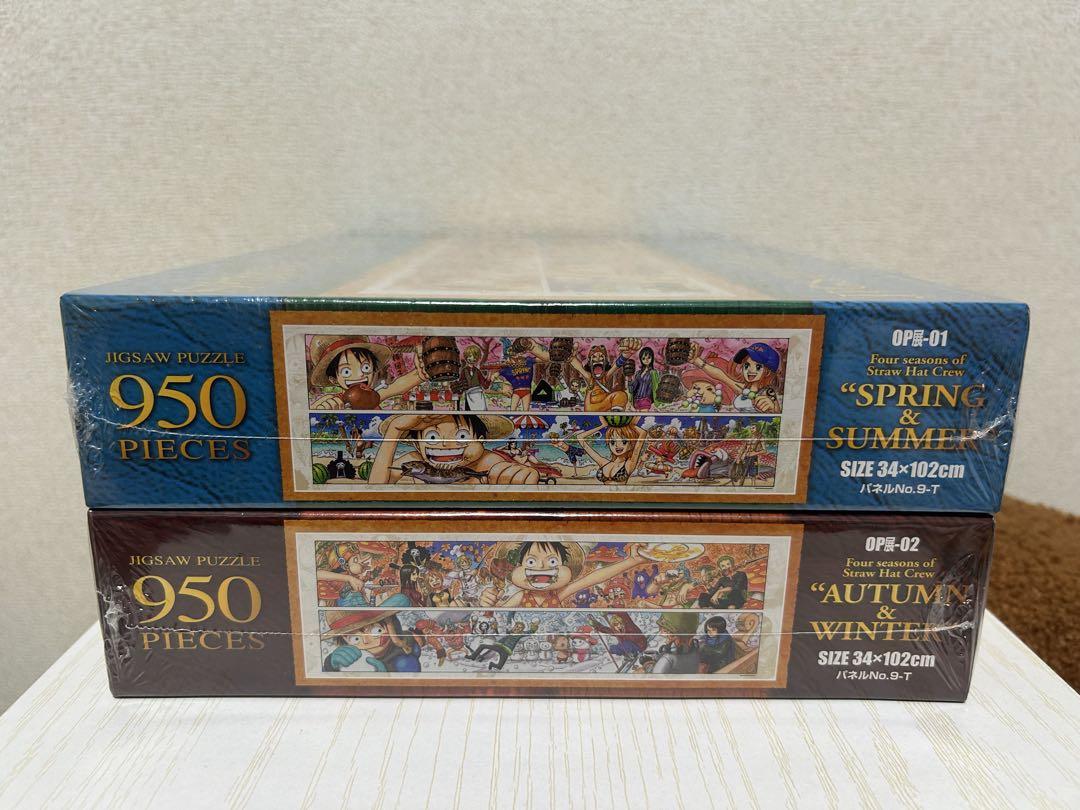 JIGSAW PUZZLE
950
PIECES
OP展-01
Four seasons of
Straw Hat Crew
“SPRING
&
SUMMER”
SIZE 34×102cm
パネルNo.9-T
JIGSAW PUZZLE
950
PIECES
OP展-02
Four seasons of
Straw Hat Crew
“AUTUMN
&
WINTER”
SIZE 34×102cm
パネルNo.9-T